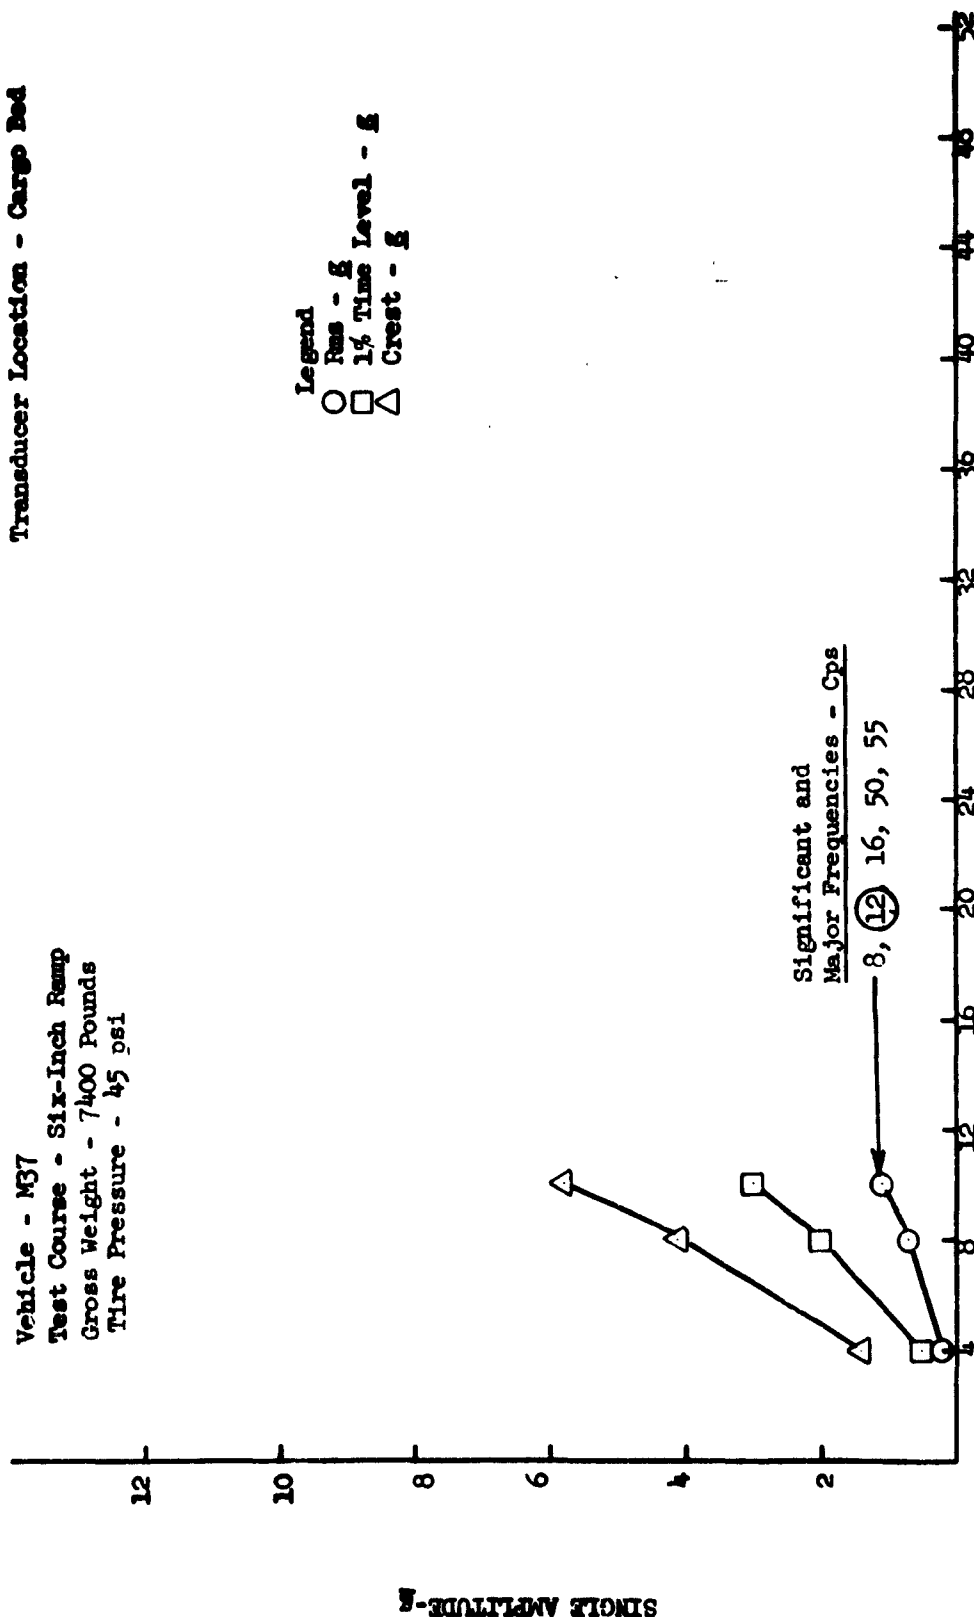 Vehicle - M37
Test Course - Six-Inch Ramp
Gross Weight - 7400 Pounds
Tire Pressure - 45 psi
Transducer Location - Cargo Bed
Legend
Rms - g
1% Time Level - g
Crest - g
Significant and
Major Frequencies - Cps
8, 12 16, 50, 55
SINGLE AMPLITUDE-g
12
10
8
6
4
2
4 8 12 16 20 24 28 32 36 40 44 48 52